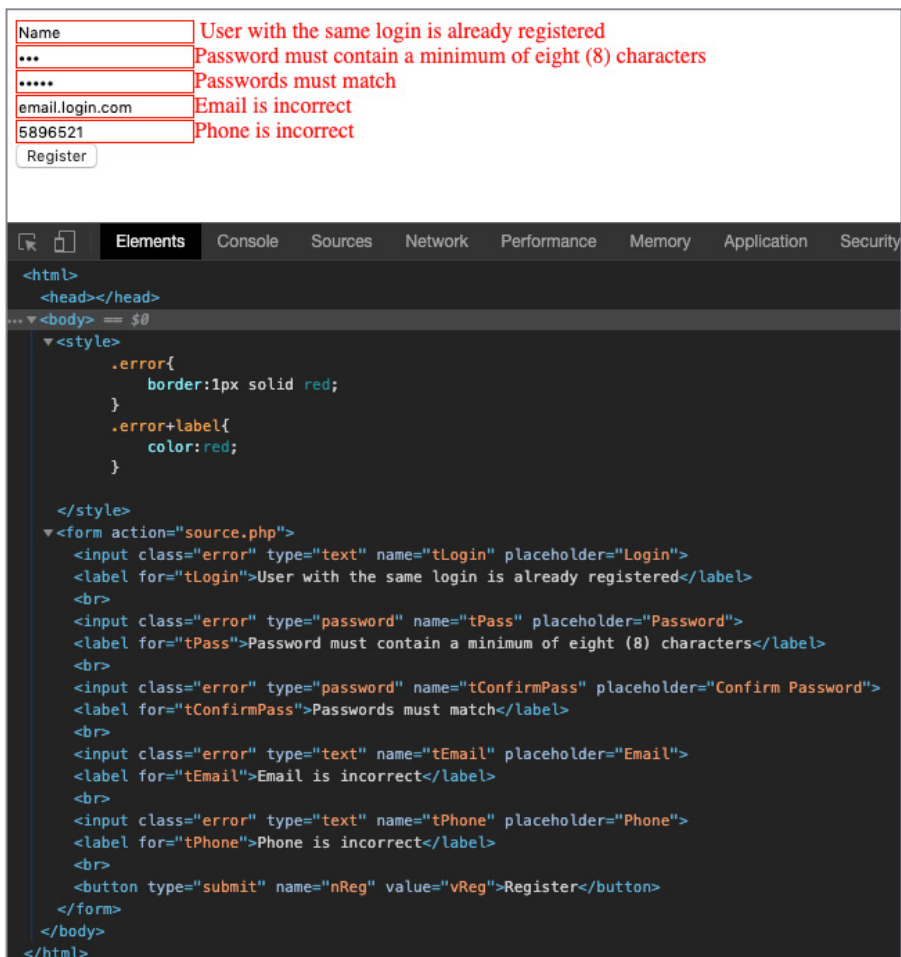 Name User with the same login is already registered
••• Password must contain a minimum of eight (8) characters
••••• Passwords must match
email.login.com Email is incorrect
5896521 Phone is incorrect
Register
Elements Console Sources Network Performance Memory Application Security
<html>
<head></head>
... ▼<body> == $0
▼<style>
.error{
border:1px solid red;
}
.error+label{
color:red;
}
</style>
▼<form action="source.php">
<input class="error" type="text" name="tLogin" placeholder="Login">
<label for="tLogin">User with the same login is already registered</label>
<br>
<input class="error" type="password" name="tPass" placeholder="Password">
<label for="tPass">Password must contain a minimum of eight (8) characters</label>
<br>
<input class="error" type="password" name="tConfirmPass" placeholder="Confirm Password">
<label for="tConfirmPass">Passwords must match</label>
<br>
<input class="error" type="text" name="tEmail" placeholder="Email">
<label for="tEmail">Email is incorrect</label>
<br>
<input class="error" type="text" name="tPhone" placeholder="Phone">
<label for="tPhone">Phone is incorrect</label>
<br>
<button type="submit" name="nReg" value="vReg">Register</button>
</form>
</body>
</html>